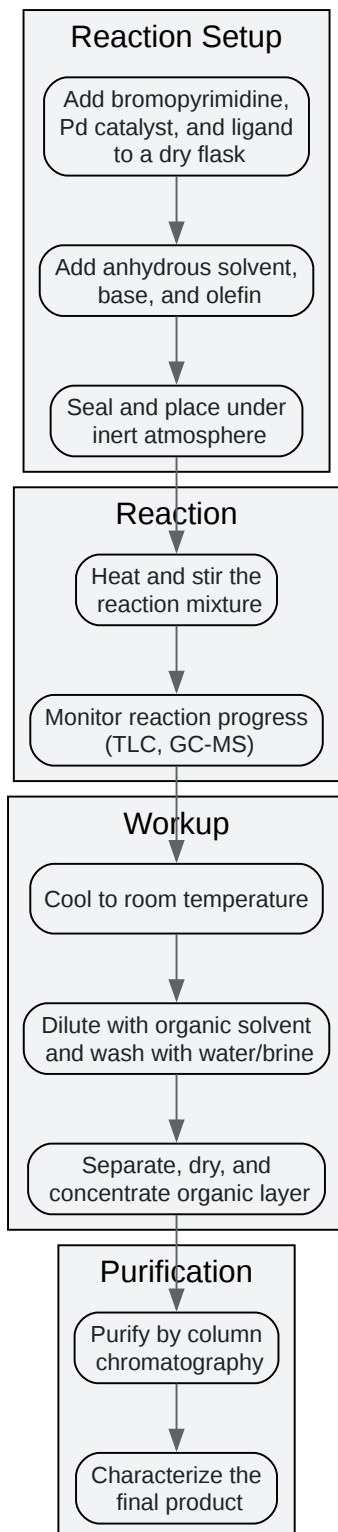 Reaction Setup
Add bromopyrimidine,
Pd catalyst, and ligand
to a dry flask
Add anhydrous solvent,
base, and olefin
Seal and place under
inert atmosphere
Reaction
Heat and stir the
reaction mixture
Monitor reaction progress
(TLC, GC-MS)
Workup
Cool to room temperature
Dilute with organic solvent
and wash with water/brine
Separate, dry, and
concentrate organic layer
Purification
Purify by column
chromatography
Characterize the
final product